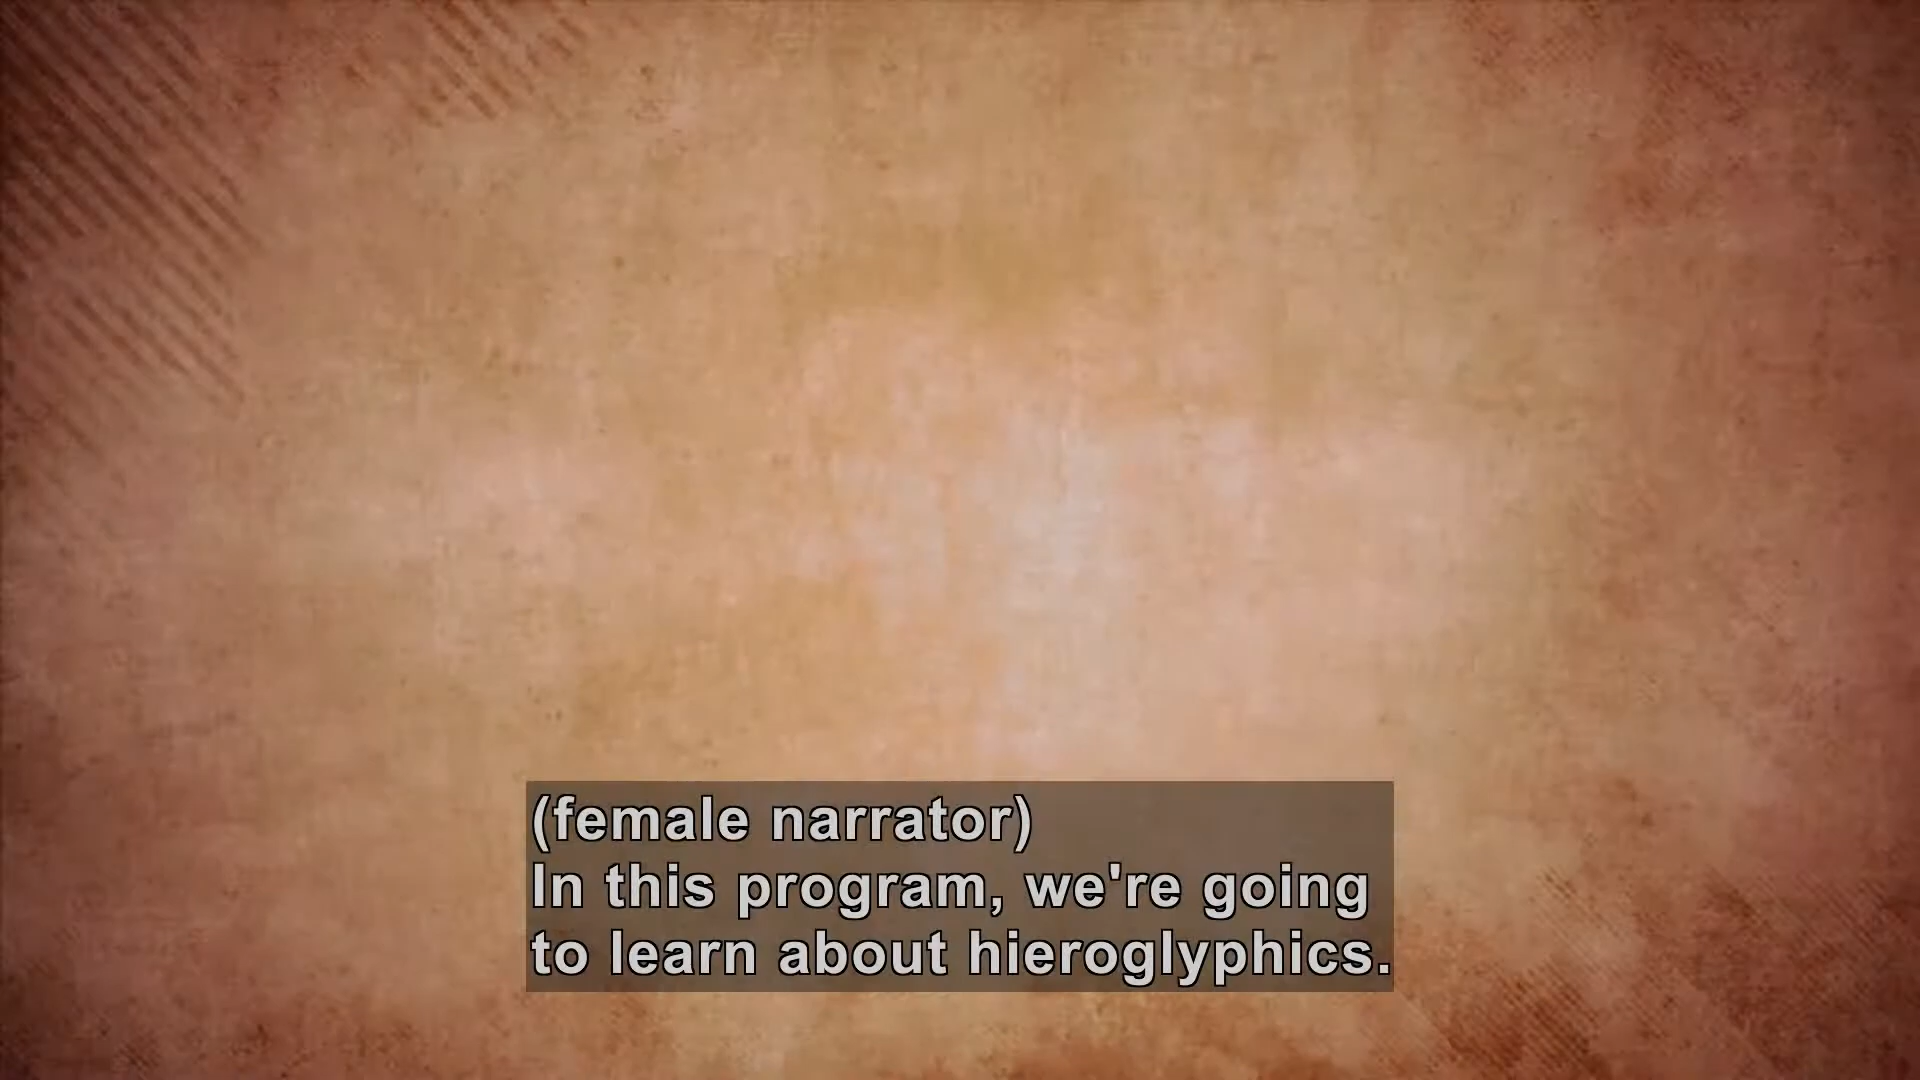 (female narrator)
In this program, we're going
to learn about hieroglyphics.